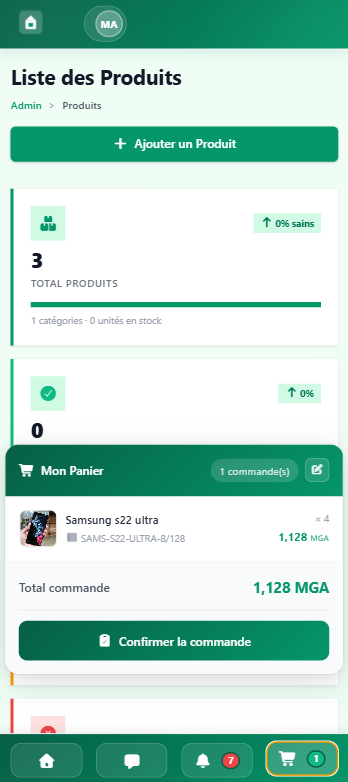 MA
Liste des Produits
Admin > Produits
+ Ajouter un Produit
↑ 0% sains
3
TOTAL PRODUITS
1 catégories · 0 unités en stock
↑ 0%
0
Mon Panier
1 commande(s)
Samsung s22 ultra
× 4
SAMS-S22-ULTRA-8/128
1,128 MGA
Total commande
1,128 MGA
Confirmer la commande
7
1